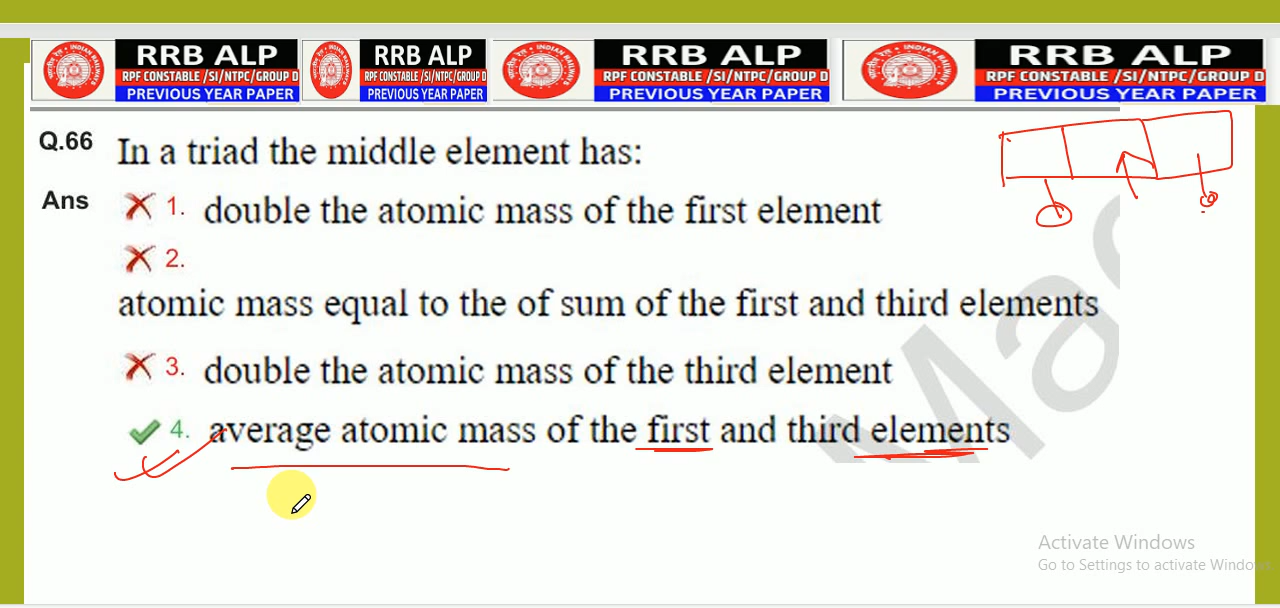 RRB ALP
RPF CONSTABLE /SI/NTPC/GROUP D
PREVIOUS YEAR PAPER
RRB ALP
RPF CONSTABLE /SI/NTPC/GROUP D
PREVIOUS YEAR PAPER
RRB ALP
RPF CONSTABLE /SI/NTPC/GROUP D
PREVIOUS YEAR PAPER
RRB ALP
RPF CONSTABLE /SI/NTPC/GROUP D
PREVIOUS YEAR PAPER
Q.66 In a triad the middle element has:
Ans 1. double the atomic mass of the first element
2.
atomic mass equal to the of sum of the first and third elements
3. double the atomic mass of the third element
4. average atomic mass of the first and third elements
Activate Windows
Go to Settings to activate Windows